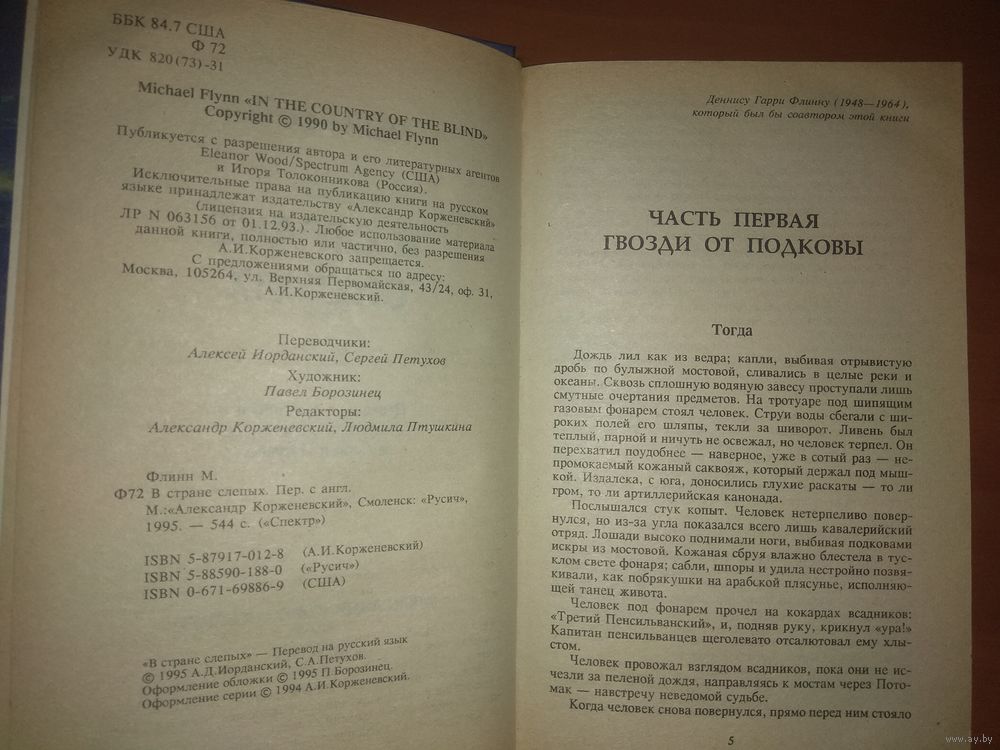 ББК 84.7 США
Ф 72
УДК 820(73)-31
Michael Flynn «IN THE COUNTRY OF THE BLIND»
Copyright © 1990 by Michael Flynn
Публикуется с разрешения автора и его литературных агентов
Eleanor Wood/Spectrum Agency (США)
и Игоря Толоконникова (Россия).
Исключительные права на публикацию книги на русском
языке принадлежат издательству «Александр Корженевский»
(лицензия на издательскую деятельность
ЛР N 063156 от 01.12.93.). Любое использование материала
данной книги, полностью или частично, без разрешения
А.И.Корженевского запрещается.
С предложениями обращаться по адресу:
Москва, 105264, ул. Верхняя Первомайская, 43/24, оф. 31,
А.И.Корженевский.
Переводчики:
Алексей Иорданский, Сергей Петухов
Художник:
Павел Борозинец
Редакторы:
Александр Корженевский, Людмила Птушкина
Флинн М.
Ф72 В стране слепых. Пер. с англ.
М.:«Александр Корженевский», Смоленск: «Русич»,
1995. — 544 с. («Спектр»)
ISBN 5-87917-012-8 (А.И.Корженевский)
ISBN 5-88590-188-0 («Русич»)
ISBN 0-671-69886-9 (США)
«В стране слепых» — Перевод на русский язык
© 1995 А.Д.Иорданский, С.А.Петухов.
Оформление обложки © 1995 П.Борозинец.
Оформление серии © 1994 А.И.Корженевский.
Деннису Гарри Флинну (1948—1964),
который был бы соавтором этой книги
ЧАСТЬ ПЕРВАЯ
ГВОЗДИ ОТ ПОДКОВЫ
Тогда
Дождь лил как из ведра; капли, выбивая отрывистую
дробь по булыжной мостовой, сливались в целые реки и
океаны. Сквозь сплошную водяную завесу проступали лишь
смутные очертания предметов. На тротуаре под шипящим
газовым фонарем стоял человек. Струи воды сбегали с ши-
роких полей его шляпы, текли за шиворот. Ливень был
теплый, парной и ничуть не освежал, но человек терпел. Он
перехватил поудобнее — наверное, уже в сотый раз — не-
промокаемый кожаный саквояж, который держал под мыш-
кой. Издалека, с юга, доносились глухие раскаты — то ли
гром, то ли артиллерийская канонада.
Послышался стук копыт. Человек нетерпеливо повер-
нулся, но из-за угла показался всего лишь кавалерийский
отряд. Лошади высоко поднимали ноги, выбивая подковами
искры из мостовой. Кожаная сбруя влажно блестела в тус-
клом свете фонаря; сабли, шпоры и удила нестройно позвя-
кивали, как побрякушки на арабской плясунье, исполняю-
щей танец живота.
Человек под фонарем прочел на кокардах всадников:
«Третий Пенсильванский», и, подняв руку, крикнул «ура!»
Капитан пенсильванцев щеголевато отсалютовал ему хлы-
стом.
Человек провожал взглядом всадников, пока они не ис-
чезли за пеленой дождя, направляясь к мостам через Пото-
мак — навстречу неведомой судьбе.
Когда человек снова повернулся, прямо перед ним стояло
5
www.ay.by